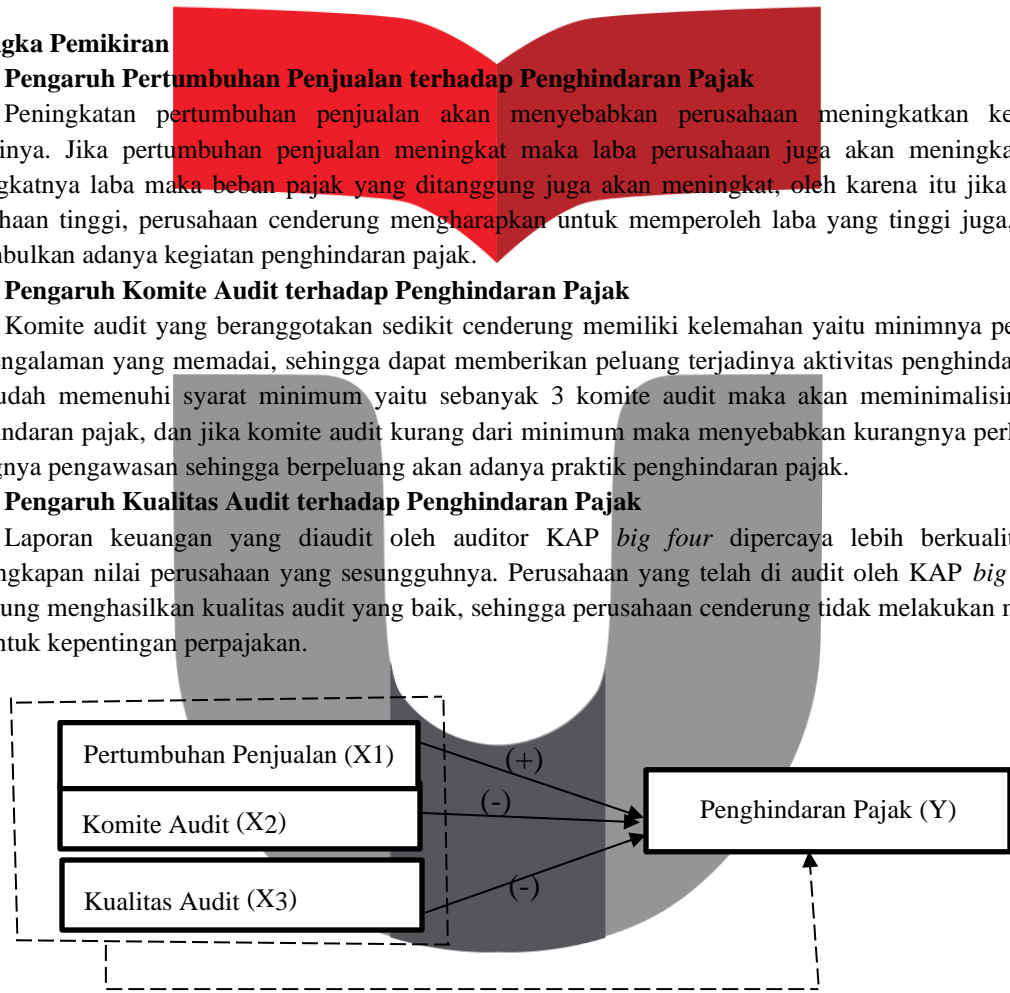 gka Pemikiran
Pengaruh Pertumbuhan Penjualan terhadap Penghindaran Pajak
Peningkatan pertumbuhan penjualan akan menyebabkan perusahaan meningkatkan ke
inya. Jika pertumbuhan penjualan meningkat maka laba perusahaan juga akan meningka
gkatnya laba maka beban pajak yang ditanggung juga akan meningkat, oleh karena itu jika
haan tinggi, perusahaan cenderung mengharapkan untuk memperoleh laba yang tinggi juga,
nbulkan adanya kegiatan penghindaran pajak.
Pengaruh Komite Audit terhadap Penghindaran Pajak
Komite audit yang beranggotakan sedikit cenderung memiliki kelemahan yaitu minimnya pe
engalaman yang memadai, sehingga dapat memberikan peluang terjadinya aktivitas penghinda
udah memenuhi syarat minimum yaitu sebanyak 3 komite audit maka akan meminimalisir
indaran pajak, dan jika komite audit kurang dari minimum maka menyebabkan kurangnya perl
gnya pengawasan sehingga berpeluang akan adanya praktik penghindaran pajak.
Pengaruh Kualitas Audit terhadap Penghindaran Pajak
Laporan keuangan yang diaudit oleh auditor KAP big four dipercaya lebih berkualit
ngkapan nilai perusahaan yang sesungguhnya. Perusahaan yang telah di audit oleh KAP big
ung menghasilkan kualitas audit yang baik, sehingga perusahaan cenderung tidak melakukan
ntuk kepentingan perpajakan.
Pertumbuhan Penjualan (X1)
(+)
Komite Audit (X2)
(-)
Penghindaran Pajak (Y)
Kualitas Audit (X3)
(-)